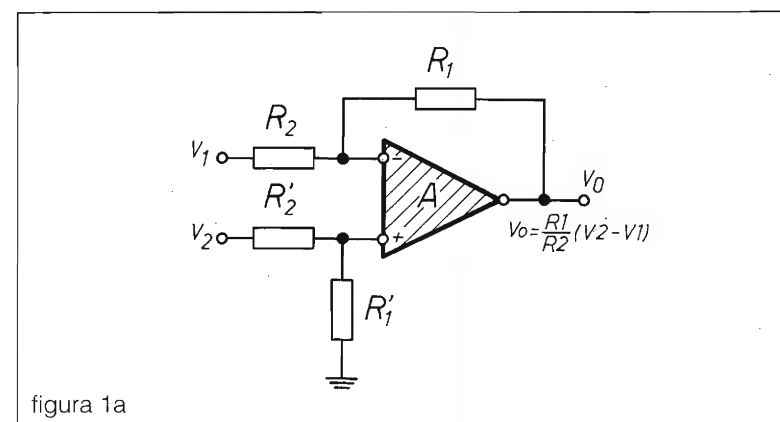 R1
R2
V1
−
A
V0
R'2
V2
+
Vo=R1/R2(V2-V1)
R'1
figura 1a